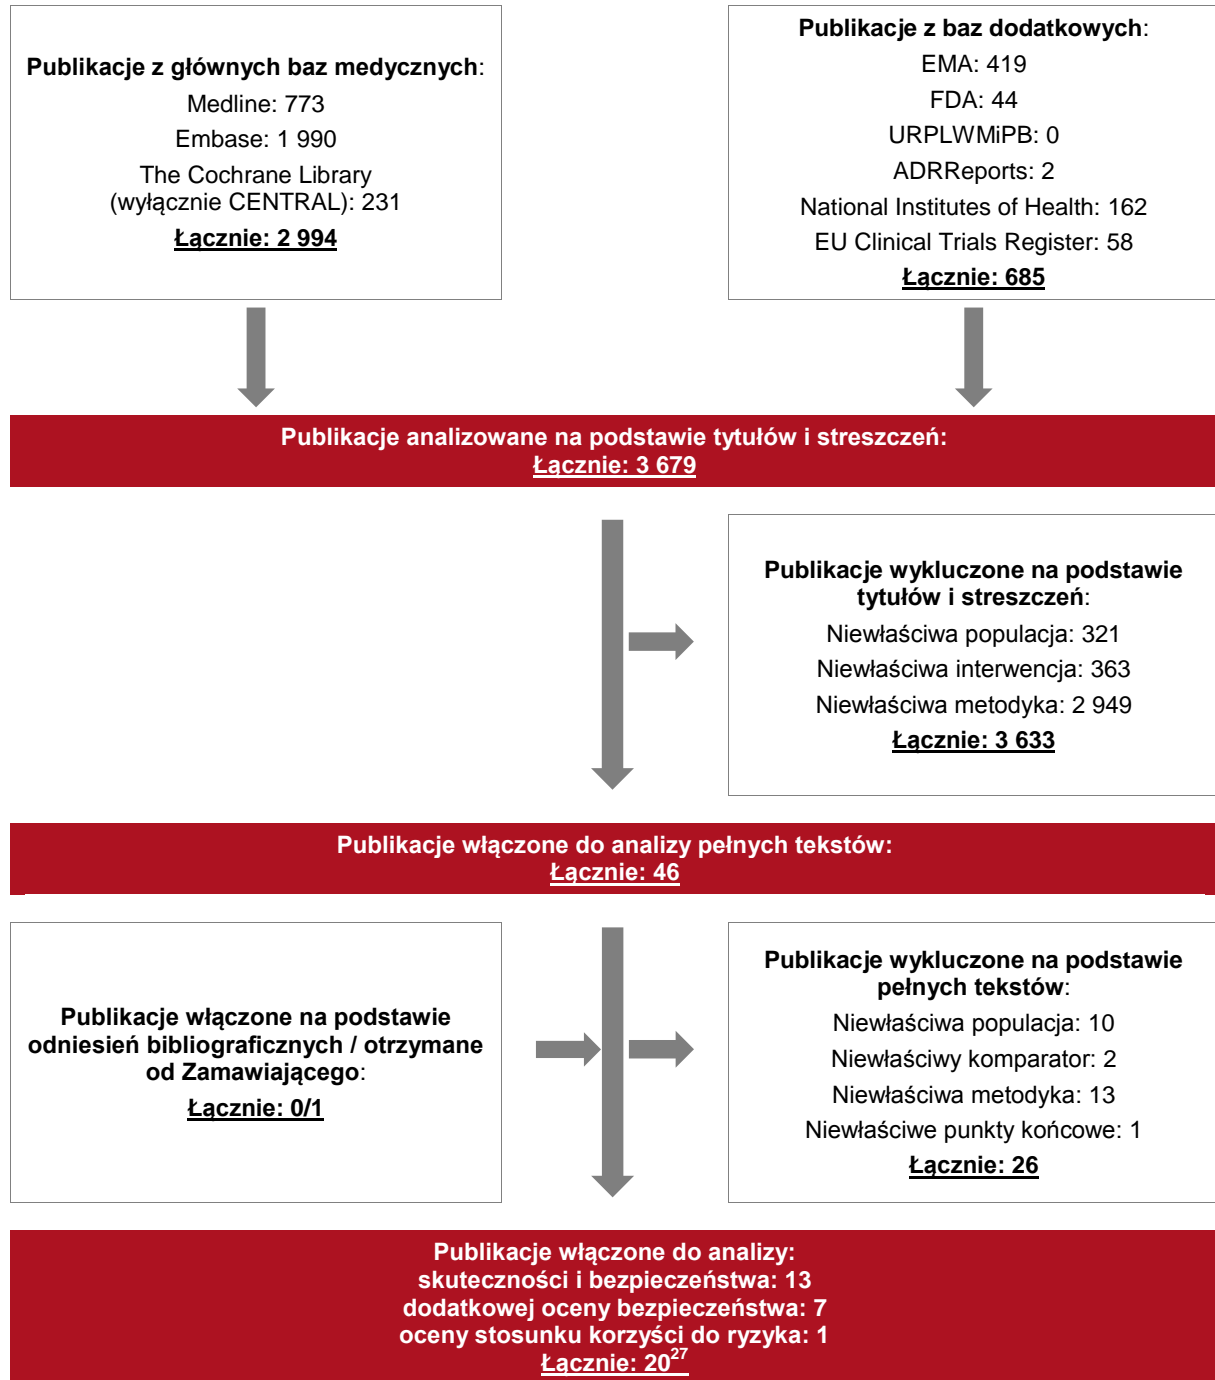 Publikacje z głównych baz medycznych:
Medline: 773
Embase: 1 990
The Cochrane Library
(wyłącznie CENTRAL): 231
Łącznie: 2 994
Publikacje z baz dodatkowych:
EMA: 419
FDA: 44
URPLWMiPB: 0
ADRReports: 2
National Institutes of Health: 162
EU Clinical Trials Register: 58
Łącznie: 685
Publikacje analizowane na podstawie tytułów i streszczeń:
Łącznie: 3 679
Publikacje wykluczone na podstawie
tytułów i streszczeń:
Niewłaściwa populacja: 321
Niewłaściwa interwencja: 363
Niewłaściwa metodyka: 2 949
Łącznie: 3 633
Publikacje włączone do analizy pełnych tekstów:
Łącznie: 46
Publikacje włączone na podstawie
odniesień bibliograficznych / otrzymane
od Zamawiającego:
Łącznie: 0/1
Publikacje wykluczone na podstawie
pełnych tekstów:
Niewłaściwa populacja: 10
Niewłaściwy komparator: 2
Niewłaściwa metodyka: 13
Niewłaściwe punkty końcowe: 1
Łącznie: 26
Publikacje włączone do analizy:
skuteczności i bezpieczeństwa: 13
dodatkowej oceny bezpieczeństwa: 7
oceny stosunku korzyści do ryzyka: 1
Łącznie: 20²⁷